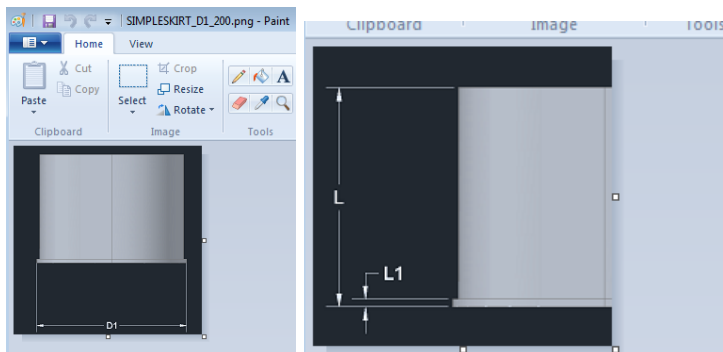 SIMPLESKIRT_D1_200.png - Paint
Home View
Cut
Copy
Paste
Crop
Resize
Rotate
Select
A
Clipboard Image Tools
D1
Clipboard Image Tools
L
L1